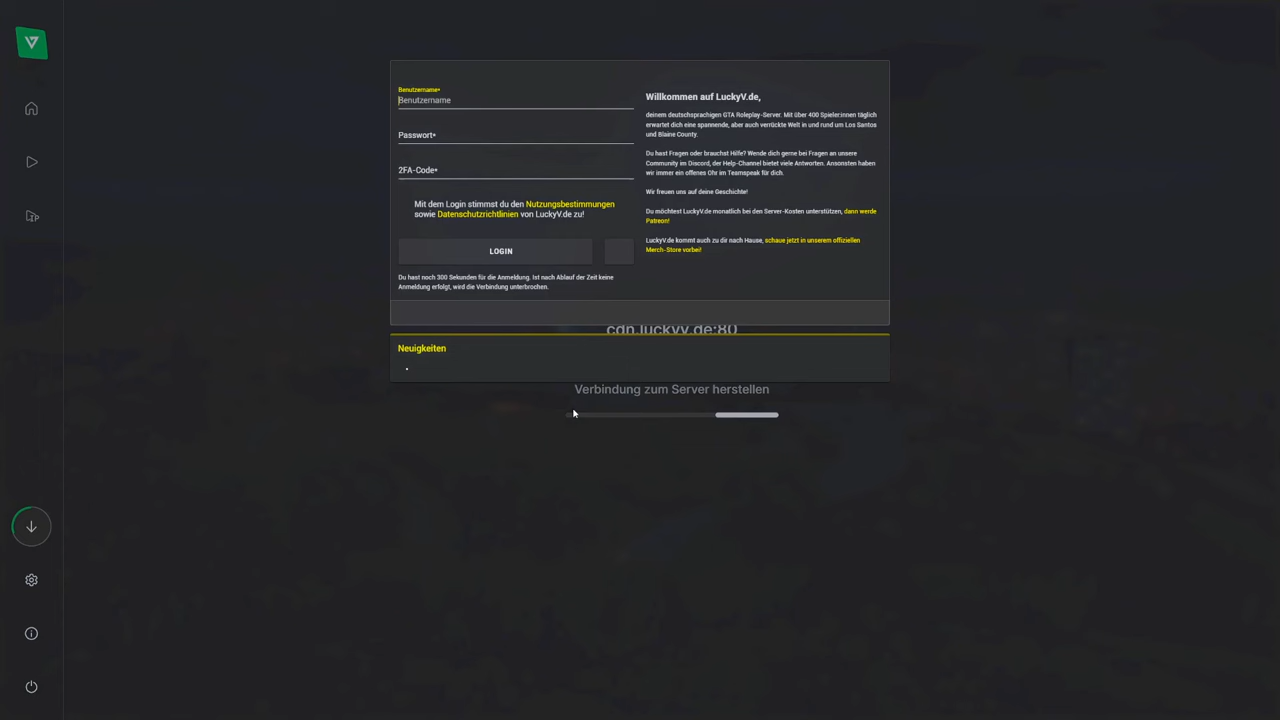 Benutzername*
Benutzername
Passwort*
2FA-Code*
Mit dem Login stimmst du den Nutzungsbestimmungen
sowie Datenschutzrichtlinien von LuckyV.de zu!
LOGIN
Du hast noch 300 Sekunden für die Anmeldung. Ist nach Ablauf der Zeit keine
Anmeldung erfolgt, wird die Verbindung unterbrochen.
Willkommen auf LuckyV.de,
deinem deutschsprachigen GTA Roleplay-Server. Mit über 400 Spieler:innen täglich
erwartet dich eine spannende, aber auch verrückte Welt in und rund um Los Santos
und Blaine County.
Du hast Fragen oder brauchst Hilfe? Wende dich gerne bei Fragen an unsere
Community im Discord, der Help-Channel bietet viele Antworten. Ansonsten haben
wir immer ein offenes Ohr im Teamspeak für dich.
Wir freuen uns auf deine Geschichte!
Du möchtest LuckyV.de monatlich bei den Server-Kosten unterstützen, dann werde
Patreon!
LuckyV.de kommt auch zu dir nach Hause, schaue jetzt in unserem offiziellen
Merch-Store vorbei!
cdn.luckyv.de:80
Neuigkeiten
Verbindung zum Server herstellen